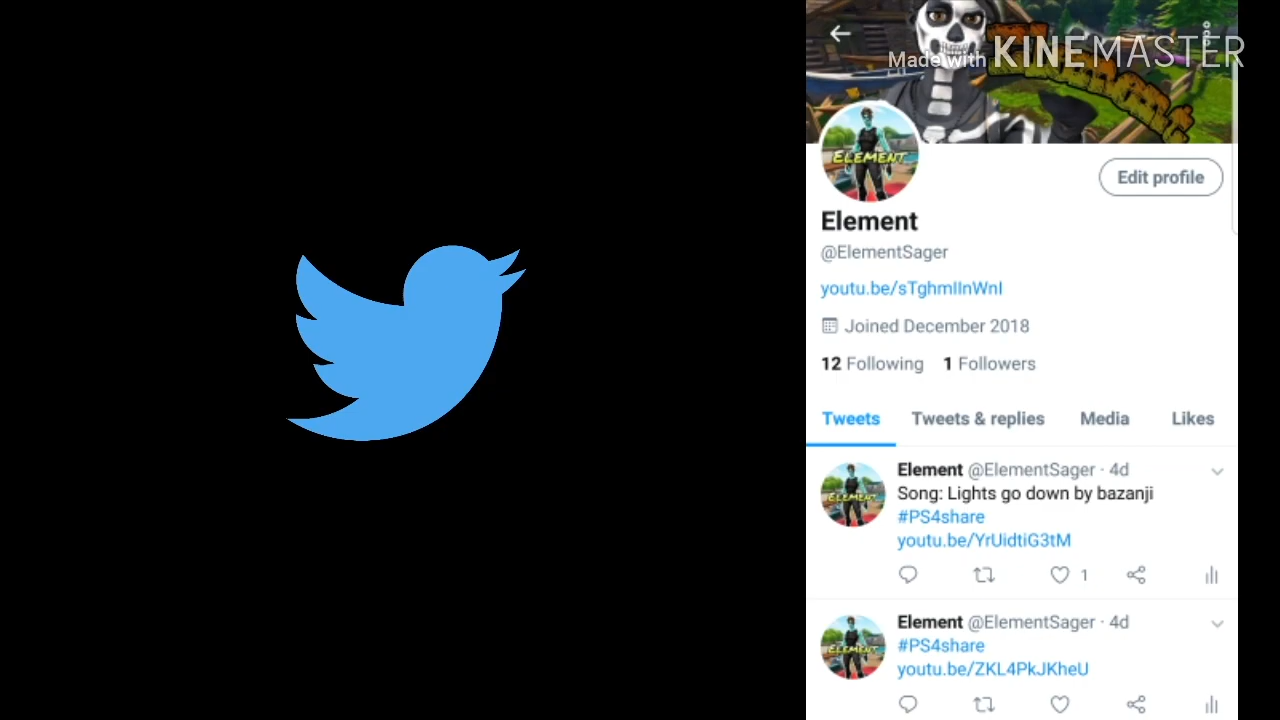 Made with KINEMASTER
Element
ELEMENT
Edit profile
Element
@ElementSager
youtu.be/sTghmIInWnI
Joined December 2018
12 Following 1 Followers
Tweets Tweets & replies Media Likes
Element @ElementSager · 4d
Song: Lights go down by bazanji
#PS4share
youtu.be/YrUidtiG3tM
1
Element @ElementSager · 4d
#PS4share
youtu.be/ZKL4PkJKheU